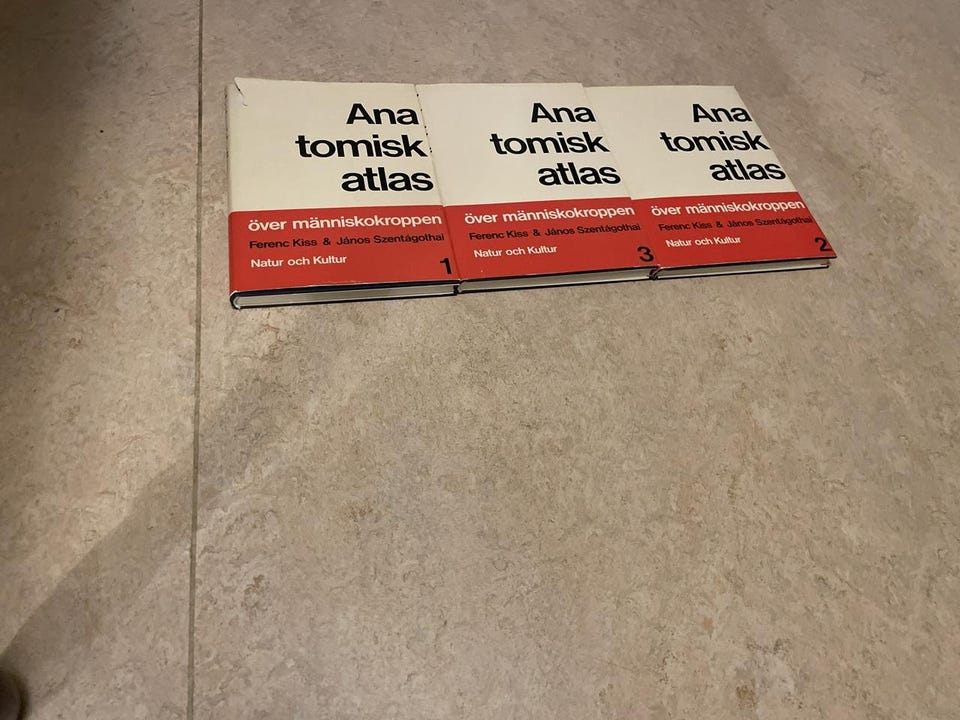 Ana
tomisk
atlas
över människokroppen
Ferenc Kiss & János Szentágothai
Natur och Kultur
1
Ana
tomisk
atlas
över människokroppen
Ferenc Kiss & János Szentágothai
Natur och Kultur
3
Ana
tomisk
atlas
över människokroppen
Ferenc Kiss & János Szentágothai
Natur och Kultur
2